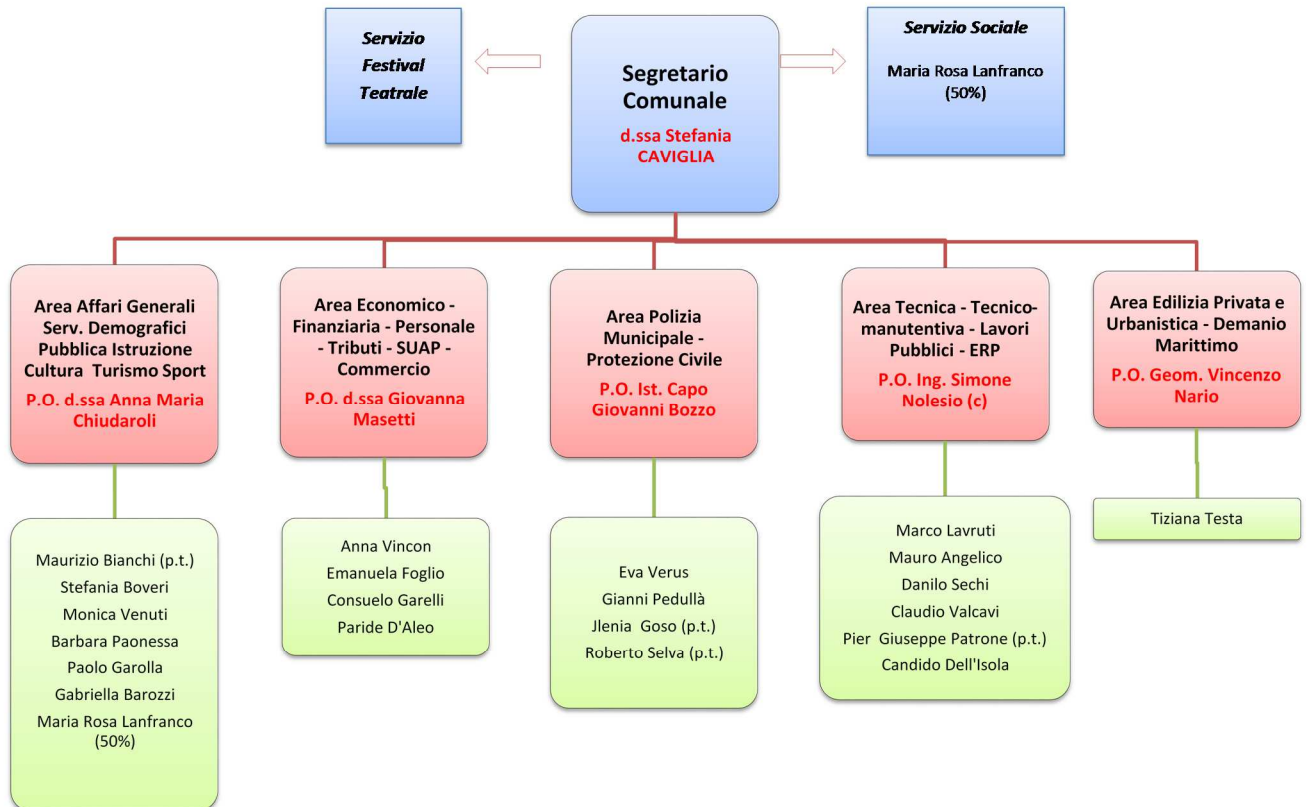 Servizio
Festival
Teatrale
Segretario
Comunale
d.ssa Stefania
CAVIGLIA
Servizio Sociale
Maria Rosa Lanfranco
(50%)
Area Affari Generali
Serv. Demografici
Pubblica Istruzione
Cultura Turismo Sport
P.O. d.ssa Anna Maria
Chiudaroli
Area Economico -
Finanziaria - Personale
- Tributi - SUAP -
Commercio
P.O. d.ssa Giovanna
Masetti
Area Polizia
Municipale -
Protezione Civile
P.O. Ist. Capo
Giovanni Bozzo
Area Tecnica - Tecnico-
manutentiva - Lavori
Pubblici - ERP
P.O. Ing. Simone
Nolesio (c)
Area Edilizia Privata e
Urbanistica - Demanio
Marittimo
P.O. Geom. Vincenzo
Nario
Maurizio Bianchi (p.t.)
Stefania Boveri
Monica Venuti
Barbara Paonessa
Paolo Garolla
Gabriella Barozzi
Maria Rosa Lanfranco
(50%)
Anna Vincon
Emanuela Foglio
Consuelo Garelli
Paride D'Aleo
Eva Verus
Gianni Pedullà
Jlenia Goso (p.t.)
Roberto Selva (p.t.)
Marco Lavruti
Mauro Angelico
Danilo Sechi
Claudio Valcavi
Pier Giuseppe Patrone (p.t.)
Candido Dell'Isola
Tiziana Testa